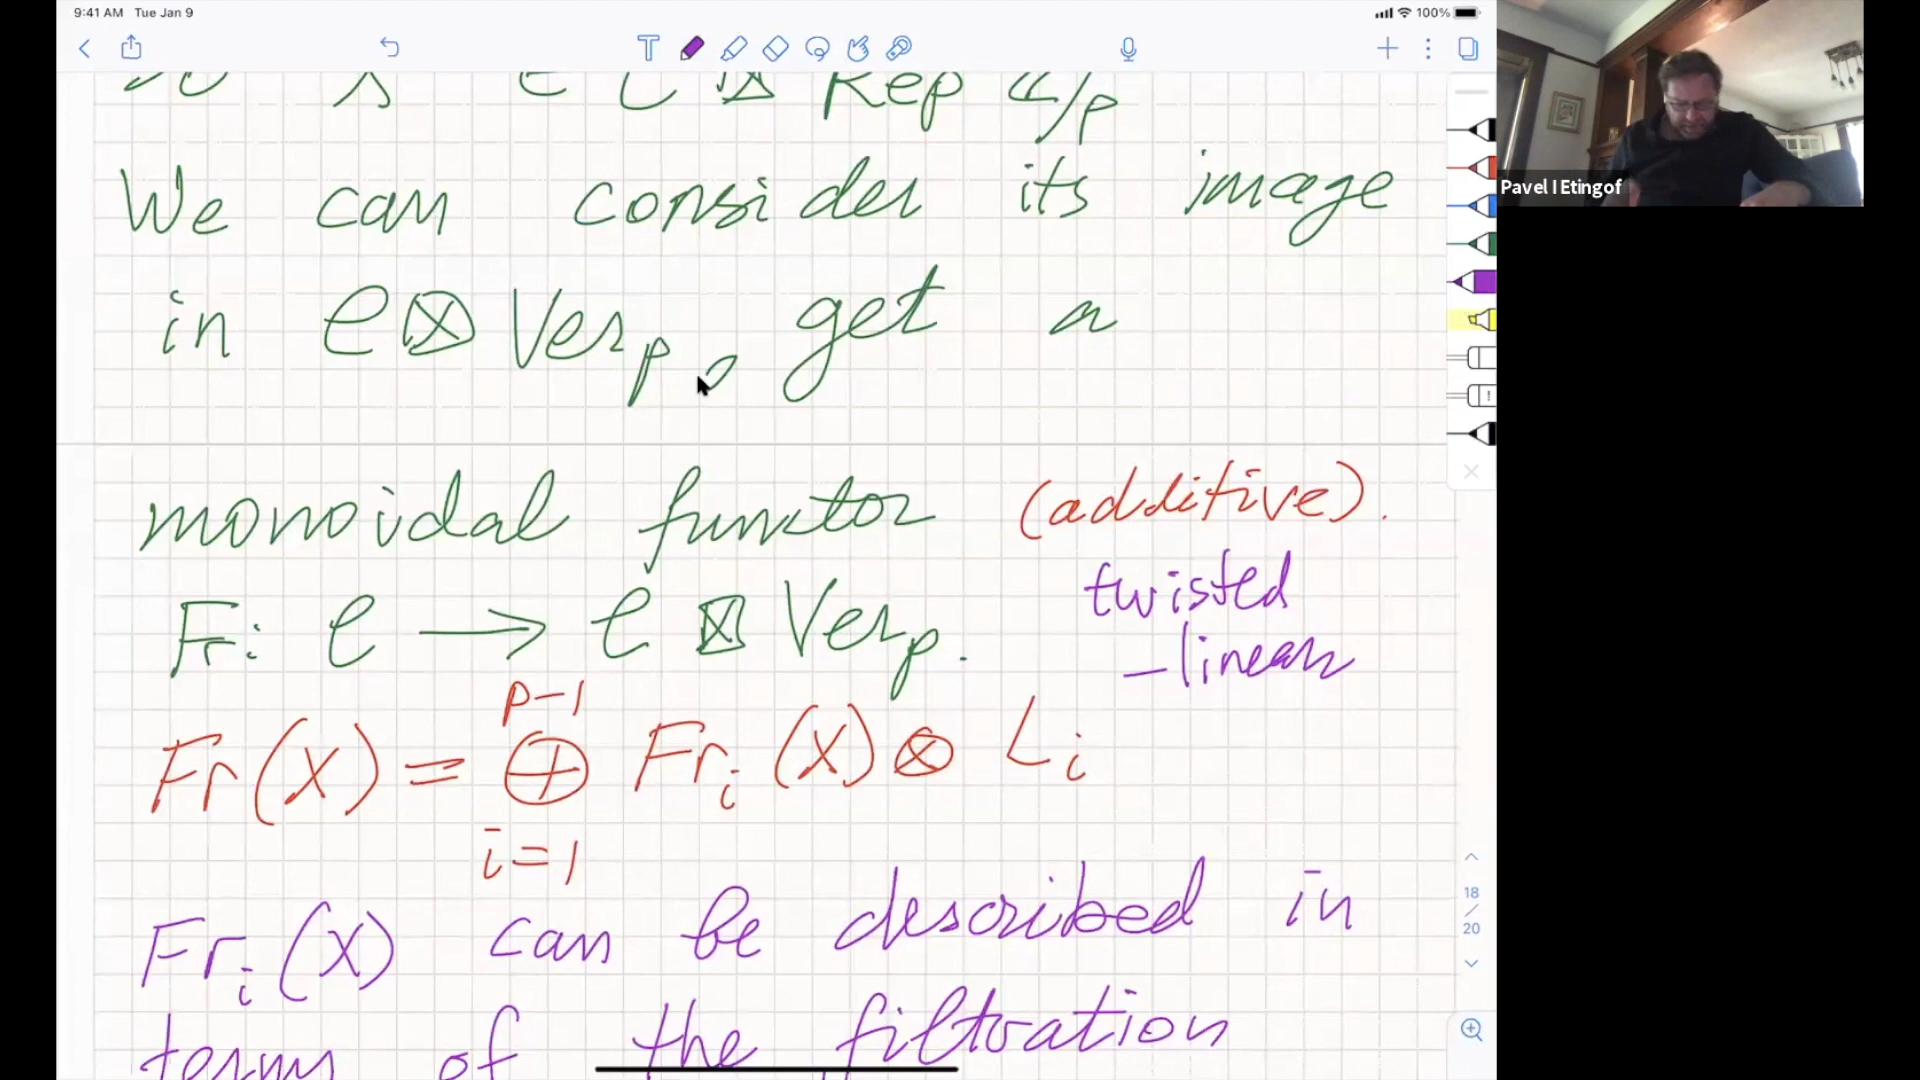 9:41 AM Tue Jan 9
100%
∈ C ⊠ Rep Z/p
We can consider its image
in C ⊠ Ver_p, get a
monoidal functor (additive).
twisted
-linear
Fr: C → C ⊠ Ver_p.
p-1
Fr(X) = ⊕ Fr_i(X) ⊗ L_i
i=1
Fr_i(X) can be described in
terms of the filtration
18
/
20
Pavel I Etingof